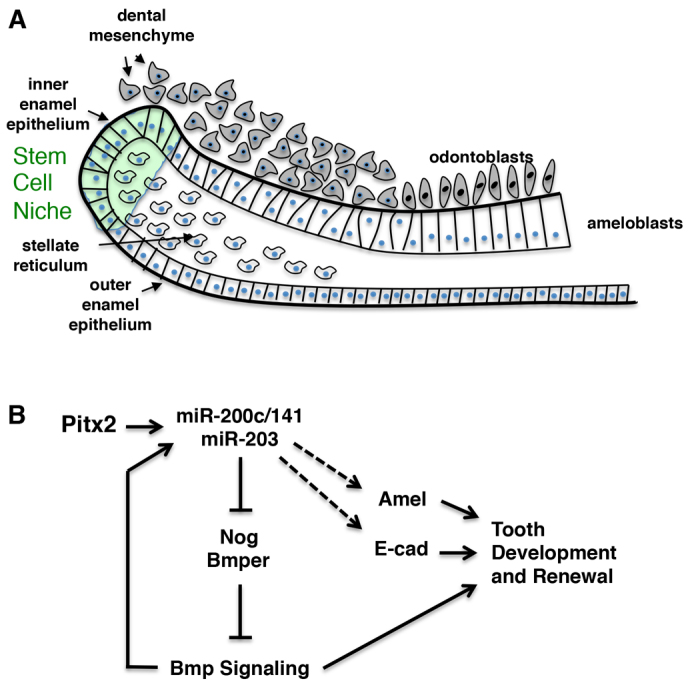 A
dental
mesenchyme
inner
enamel
epithelium
Stem
Cell
Niche
odontoblasts
ameloblasts
stellate
reticulum
outer
enamel
epithelium
B
Pitx2
miR-200c/141
miR-203
Amel
E-cad
Tooth
Development
and Renewal
Nog
Bmper
Bmp Signaling